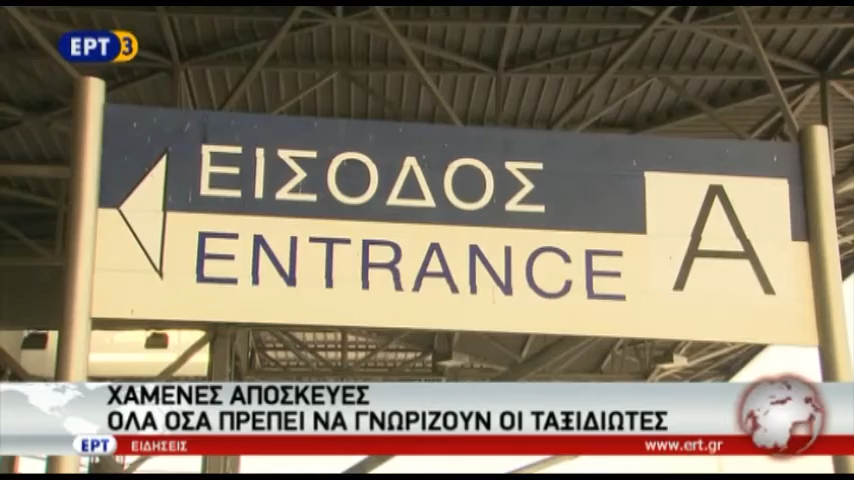 ΕΡΤ3
ΕΙΣΟΔΟΣ
ENTRANCE
A
ΧΑΜΕΝΕΣ ΑΠΟΣΚΕΥΕΣ
ΟΛΑ ΟΣΑ ΠΡΕΠΕΙ ΝΑ ΓΝΩΡΙΖΟΥΝ ΟΙ ΤΑΞΙΔΙΩΤΕΣ
ΕΡΤ ΕΙΔΗΣΕΙΣ www.ert.gr